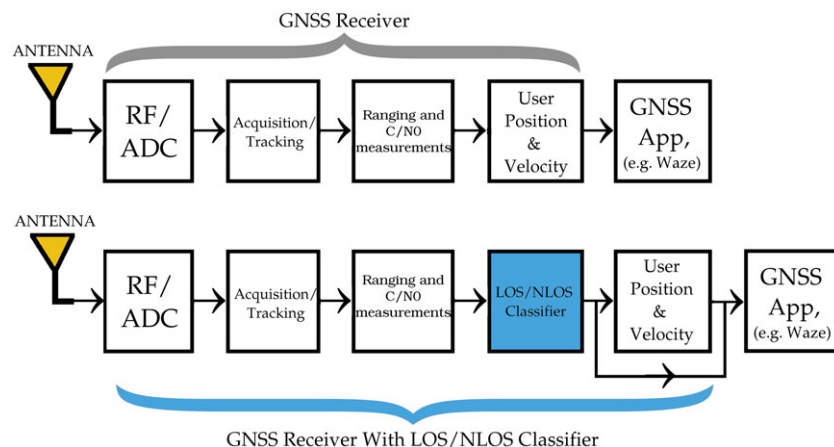 GNSS Receiver
ANTENNA
RF/
ADC
Acquisition/
Tracking
Ranging and
C/N0
measurements
User
Position
&
Velocity
GNSS
App,
(e.g. Waze)
ANTENNA
RF/
ADC
Acquisition/
Tracking
Ranging and
C/N0
measurements
LOS/NLOS
Classifier
User
Position
&
Velocity
GNSS
App,
(e.g. Waze)
GNSS Receiver With LOS/NLOS Classifier